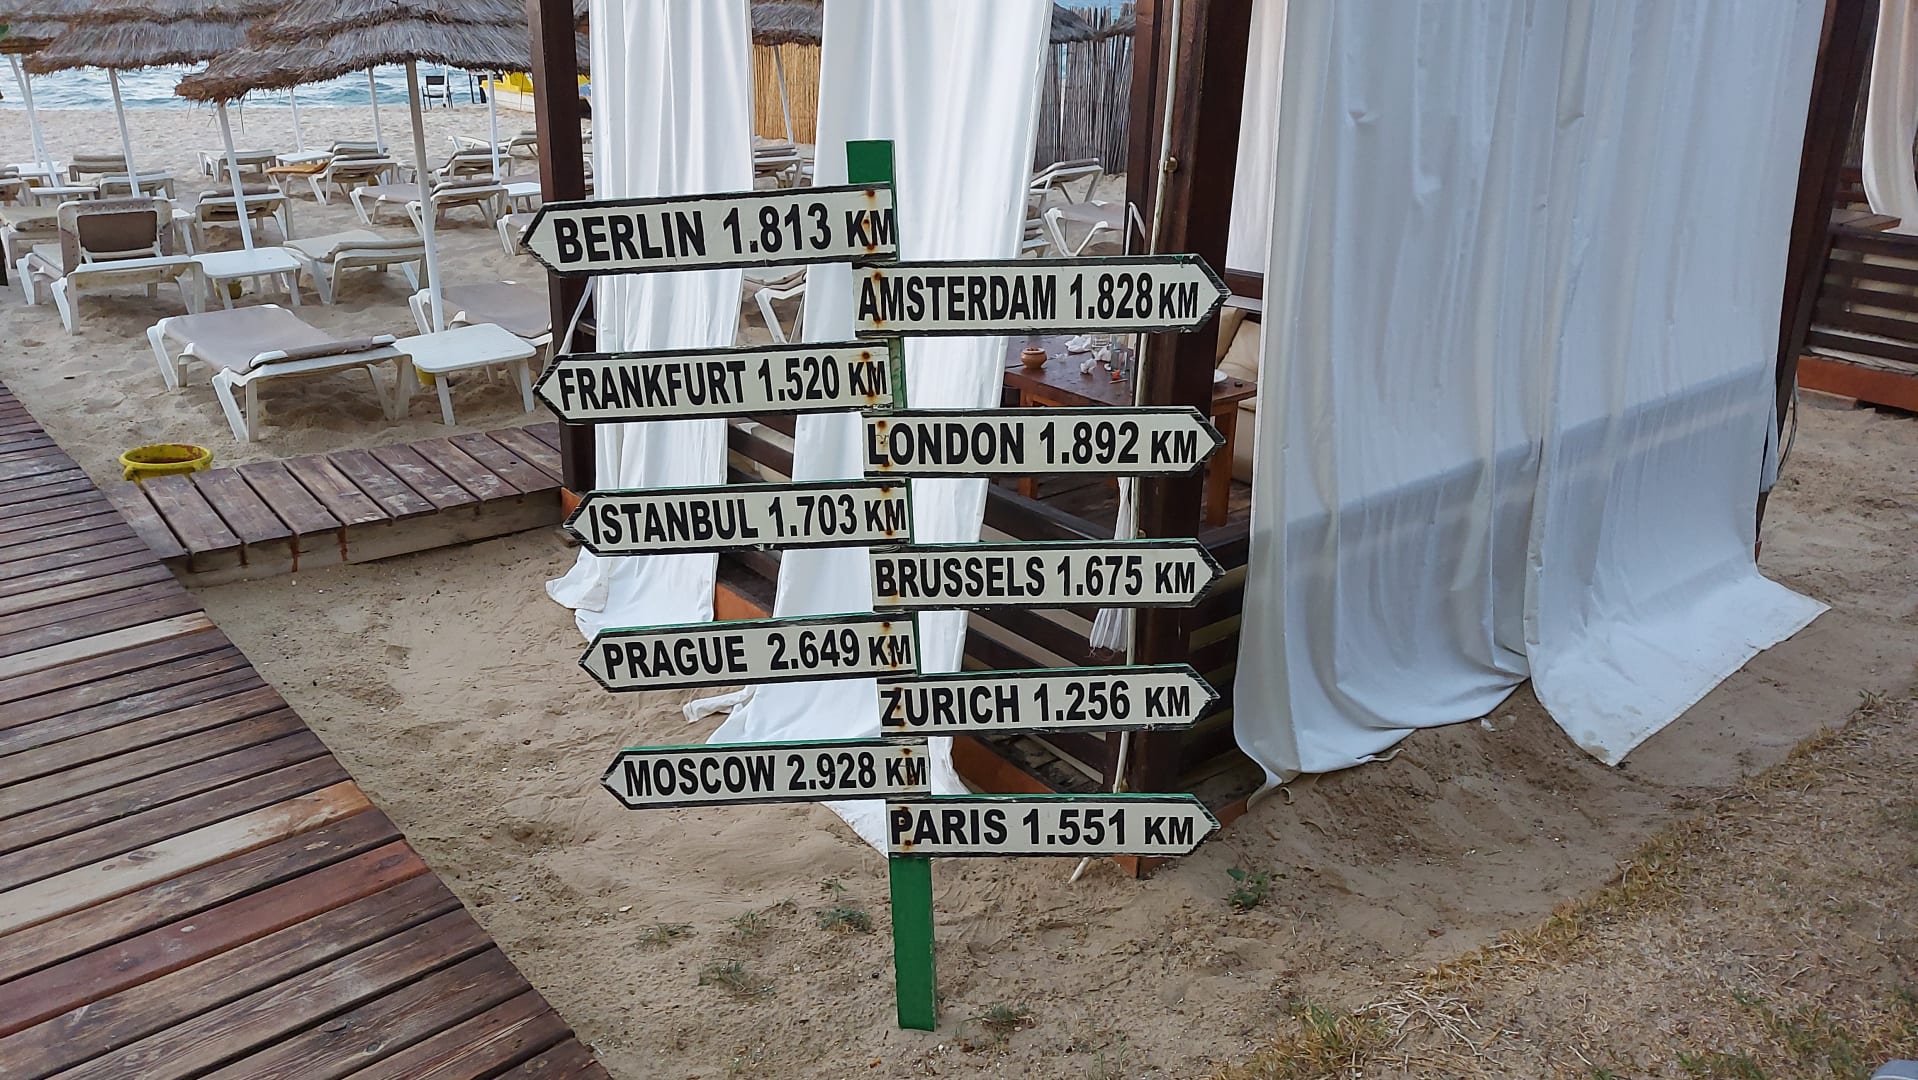 BERLIN 1.813 KM
AMSTERDAM 1.828 KM
FRANKFURT 1.520 KM
LONDON 1.892 KM
ISTANBUL 1.703 KM
BRUSSELS 1.675 KM
PRAGUE 2.649 KM
ZURICH 1.256 KM
MOSCOW 2.928 KM
PARIS 1.551 KM